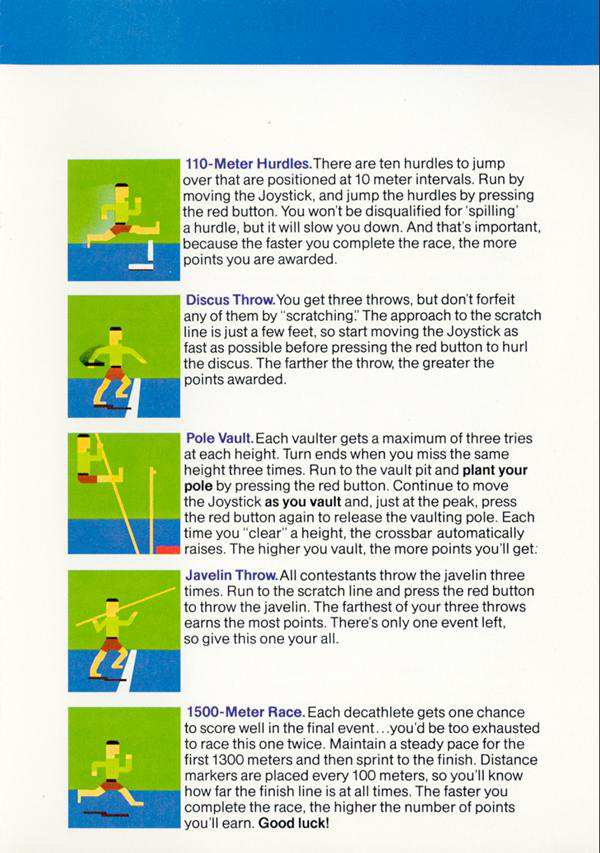 110-Meter Hurdles. There are ten hurdles to jump
over that are positioned at 10 meter intervals. Run by
moving the Joystick, and jump the hurdles by pressing
the red button. You won't be disqualified for 'spilling'
a hurdle, but it will slow you down. And that's important,
because the faster you complete the race, the more
points you are awarded.
Discus Throw. You get three throws, but don't forfeit
any of them by "scratching." The approach to the scratch
line is just a few feet, so start moving the Joystick as
fast as possible before pressing the red button to hurl
the discus. The farther the throw, the greater the
points awarded.
Pole Vault. Each vaulter gets a maximum of three tries
at each height. Turn ends when you miss the same
height three times. Run to the vault pit and plant your
pole by pressing the red button. Continue to move
the Joystick as you vault and, just at the peak, press
the red button again to release the vaulting pole. Each
time you "clear" a height, the crossbar automatically
raises. The higher you vault, the more points you'll get.
Javelin Throw. All contestants throw the javelin three
times. Run to the scratch line and press the red button
to throw the javelin. The farthest of your three throws
earns the most points. There's only one event left,
so give this one your all.
1500-Meter Race. Each decathlete gets one chance
to score well in the final event...you'd be too exhausted
to race this one twice. Maintain a steady pace for the
first 1300 meters and then sprint to the finish. Distance
markers are placed every 100 meters, so you'll know
how far the finish line is at all times. The faster you
complete the race, the higher the number of points
you'll earn. Good luck!